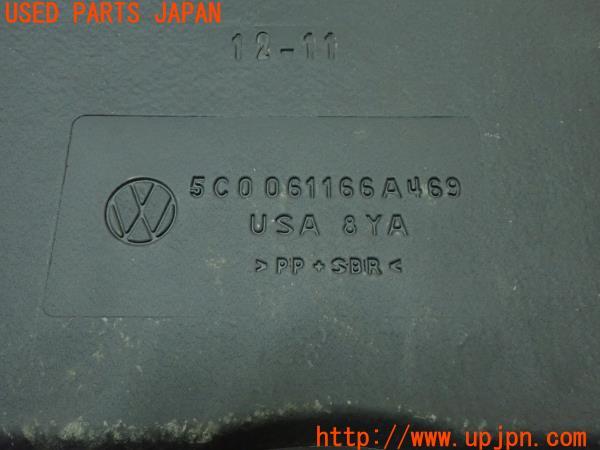 USED PARTS JAPAN
12-11
5C0 061166A469
USA 8YA
>PP+SBR<
http://www.upjpn.com